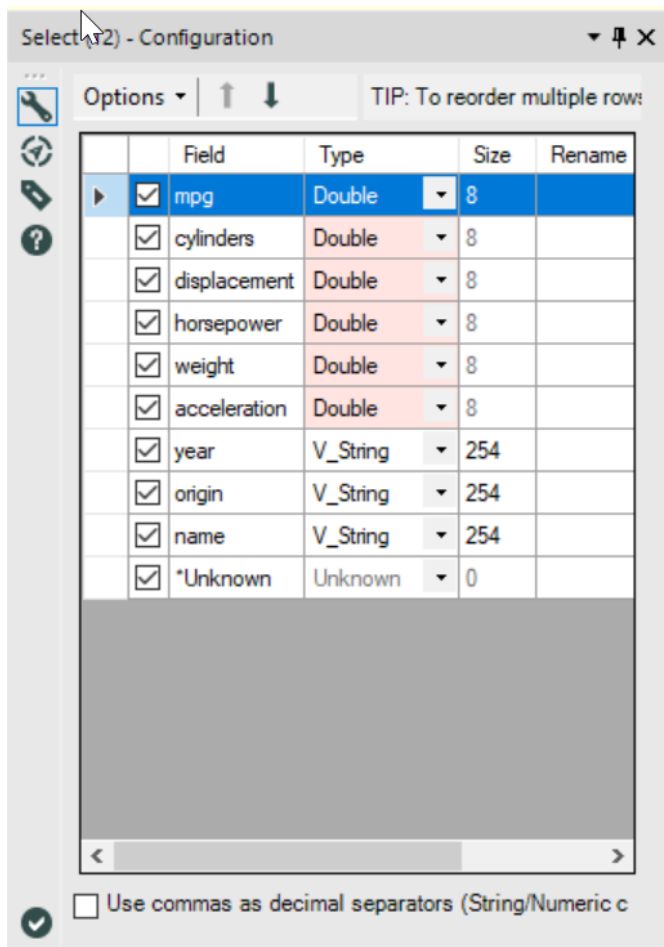 Select (12) - Configuration
Options TIP: To reorder multiple rows
Field Type Size Rename
mpg Double 8
cylinders Double 8
displacement Double 8
horsepower Double 8
weight Double 8
acceleration Double 8
year V_String 254
origin V_String 254
name V_String 254
*Unknown Unknown 0
Use commas as decimal separators (String/Numeric c